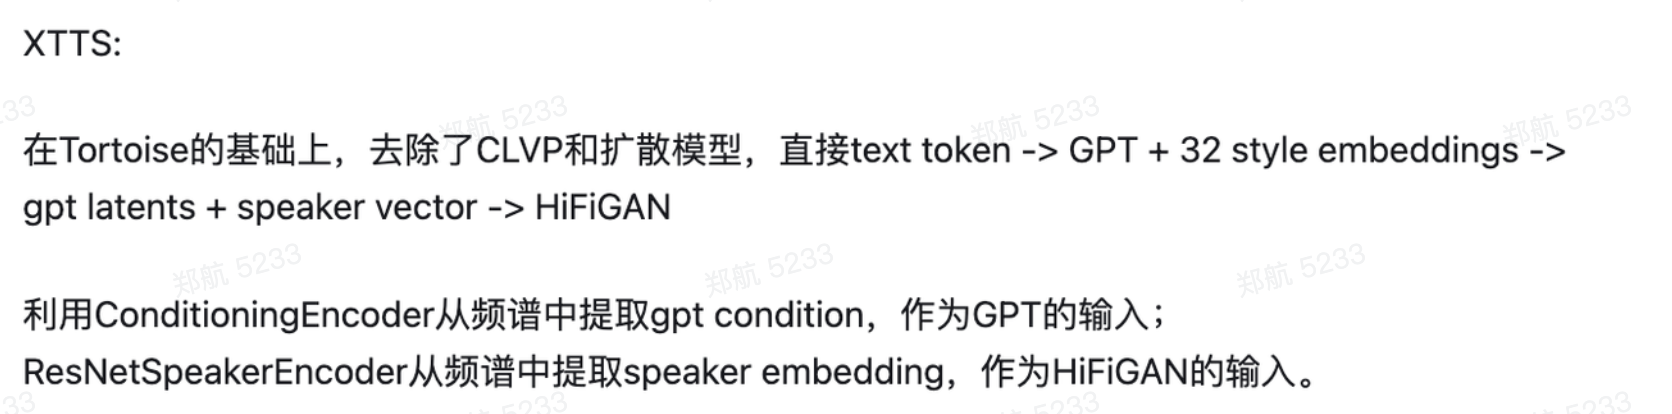 XTTS:
在Tortoise的基础上，去除了CLVP和扩散模型，直接text token -> GPT + 32 style embeddings ->
gpt latents + speaker vector -> HiFiGAN
利用ConditioningEncoder从频谱中提取gpt condition，作为GPT的输入；
ResNetSpeakerEncoder从频谱中提取speaker embedding，作为HiFiGAN的输入。
郑航 5233
郑航 5233
郑航 5233
郑航 5233
郑航 5233
郑航 5233